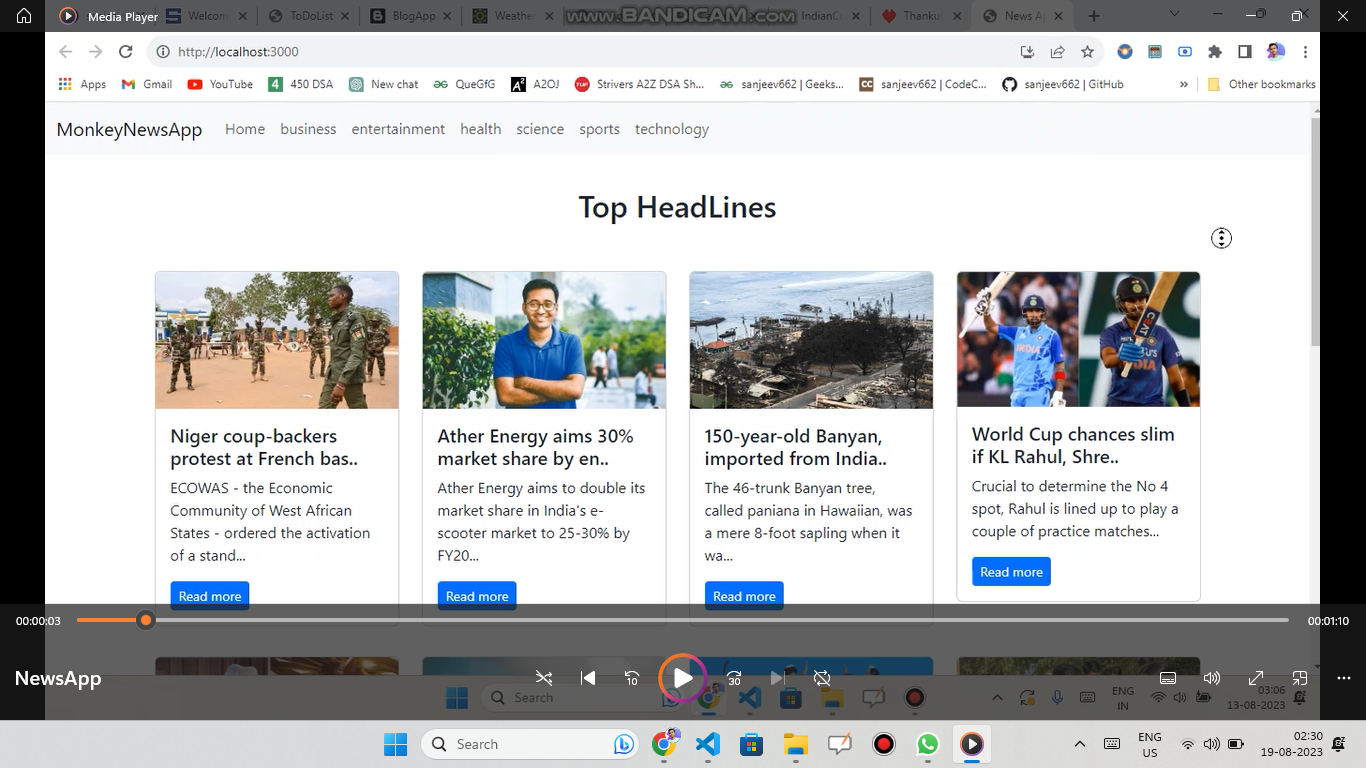 Media Player
Welcom
ToDoList
BlogApp
Weathe
www.BANDICAM.com
IndianC
Thanku
News A
http://localhost:3000
Apps
Gmail
YouTube
450 DSA
New chat
QueGfG
A2OJ
Strivers A2Z DSA Sh...
sanjeev662 | Geeks...
sanjeev662 | CodeC...
sanjeev662 | GitHub
»
Other bookmarks
MonkeyNewsApp
Home
business
entertainment
health
science
sports
technology
Top HeadLines
Niger coup-backers
protest at French bas..
ECOWAS - the Economic
Community of West African
States - ordered the activation
of a stand...
Read more
Ather Energy aims 30%
market share by en..
Ather Energy aims to double its
market share in India's e-
scooter market to 25-30% by
FY20...
Read more
150-year-old Banyan,
imported from India..
The 46-trunk Banyan tree,
called paniana in Hawaiian, was
a mere 8-foot sapling when it
wa...
Read more
World Cup chances slim
if KL Rahul, Shre..
Crucial to determine the No 4
spot, Rahul is lined up to play a
couple of practice matches...
Read more
00:00:03
00:01:10
NewsApp
10
30
Search
ENG
IN
03:06
13-08-2023
Search
ENG
US
02:30
19-08-2023